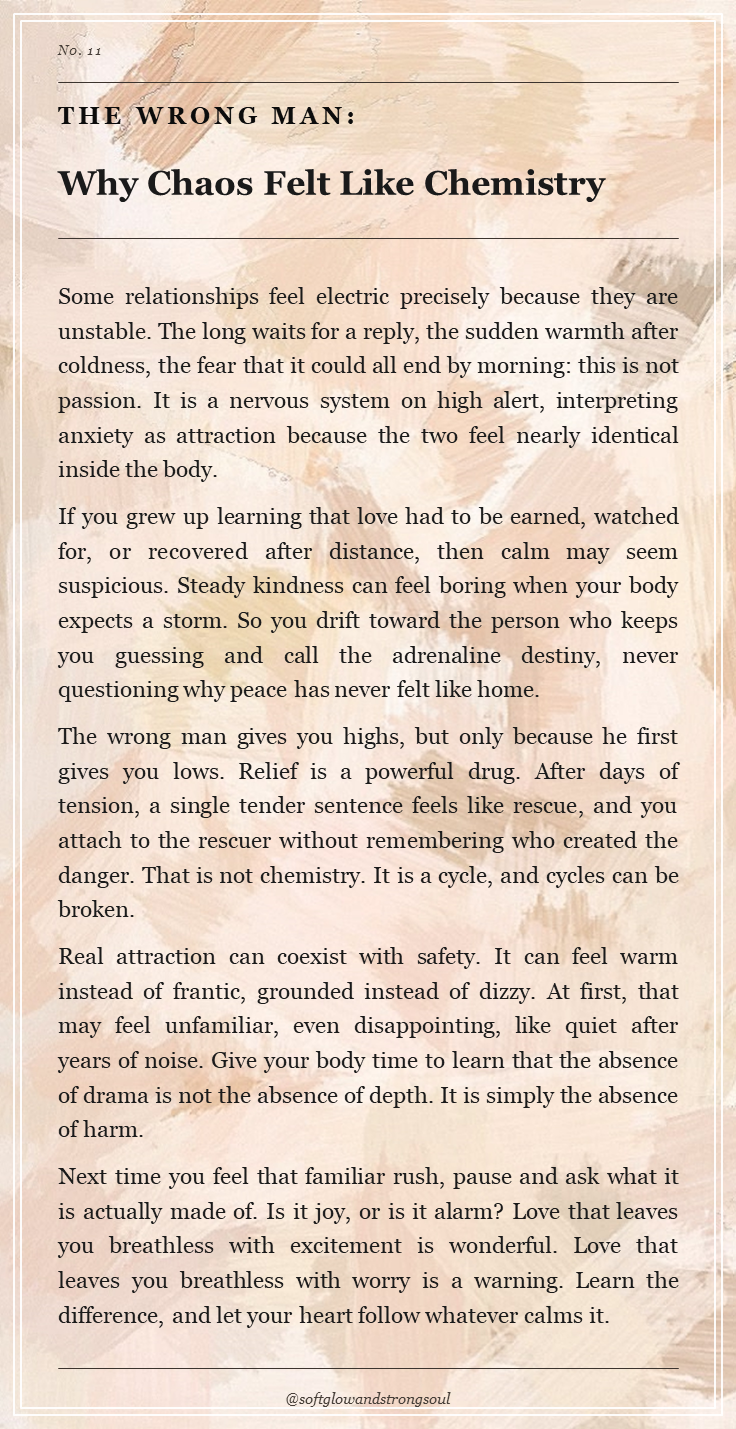 No. 11
THE WRONG MAN:
Why Chaos Felt Like Chemistry
Some relationships feel electric precisely because they are
unstable. The long waits for a reply, the sudden warmth after
coldness, the fear that it could all end by morning: this is not
passion. It is a nervous system on high alert, interpreting
anxiety as attraction because the two feel nearly identical
inside the body.
If you grew up learning that love had to be earned, watched
for, or recovered after distance, then calm may seem
suspicious. Steady kindness can feel boring when your body
expects a storm. So you drift toward the person who keeps
you guessing and call the adrenaline destiny, never
questioning why peace has never felt like home.
The wrong man gives you highs, but only because he first
gives you lows. Relief is a powerful drug. After days of
tension, a single tender sentence feels like rescue, and you
attach to the rescuer without remembering who created the
danger. That is not chemistry. It is a cycle, and cycles can be
broken.
Real attraction can coexist with safety. It can feel warm
instead of frantic, grounded instead of dizzy. At first, that
may feel unfamiliar, even disappointing, like quiet after
years of noise. Give your body time to learn that the absence
of drama is not the absence of depth. It is simply the absence
of harm.
Next time you feel that familiar rush, pause and ask what it
is actually made of. Is it joy, or is it alarm? Love that leaves
you breathless with excitement is wonderful. Love that
leaves you breathless with worry is a warning. Learn the
difference, and let your heart follow whatever calms it.
@softglowandstrongsoul